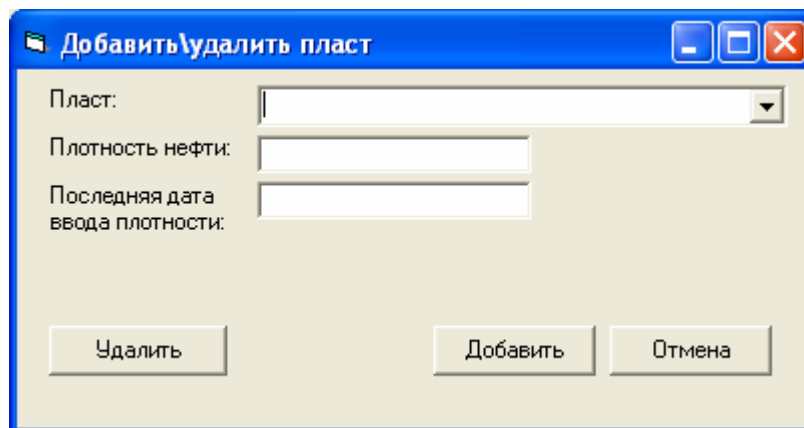 Добавить\удалить пласт
Пласт:
Плотность нефти:
Последняя дата
ввода плотности:
Удалить
Добавить
Отмена